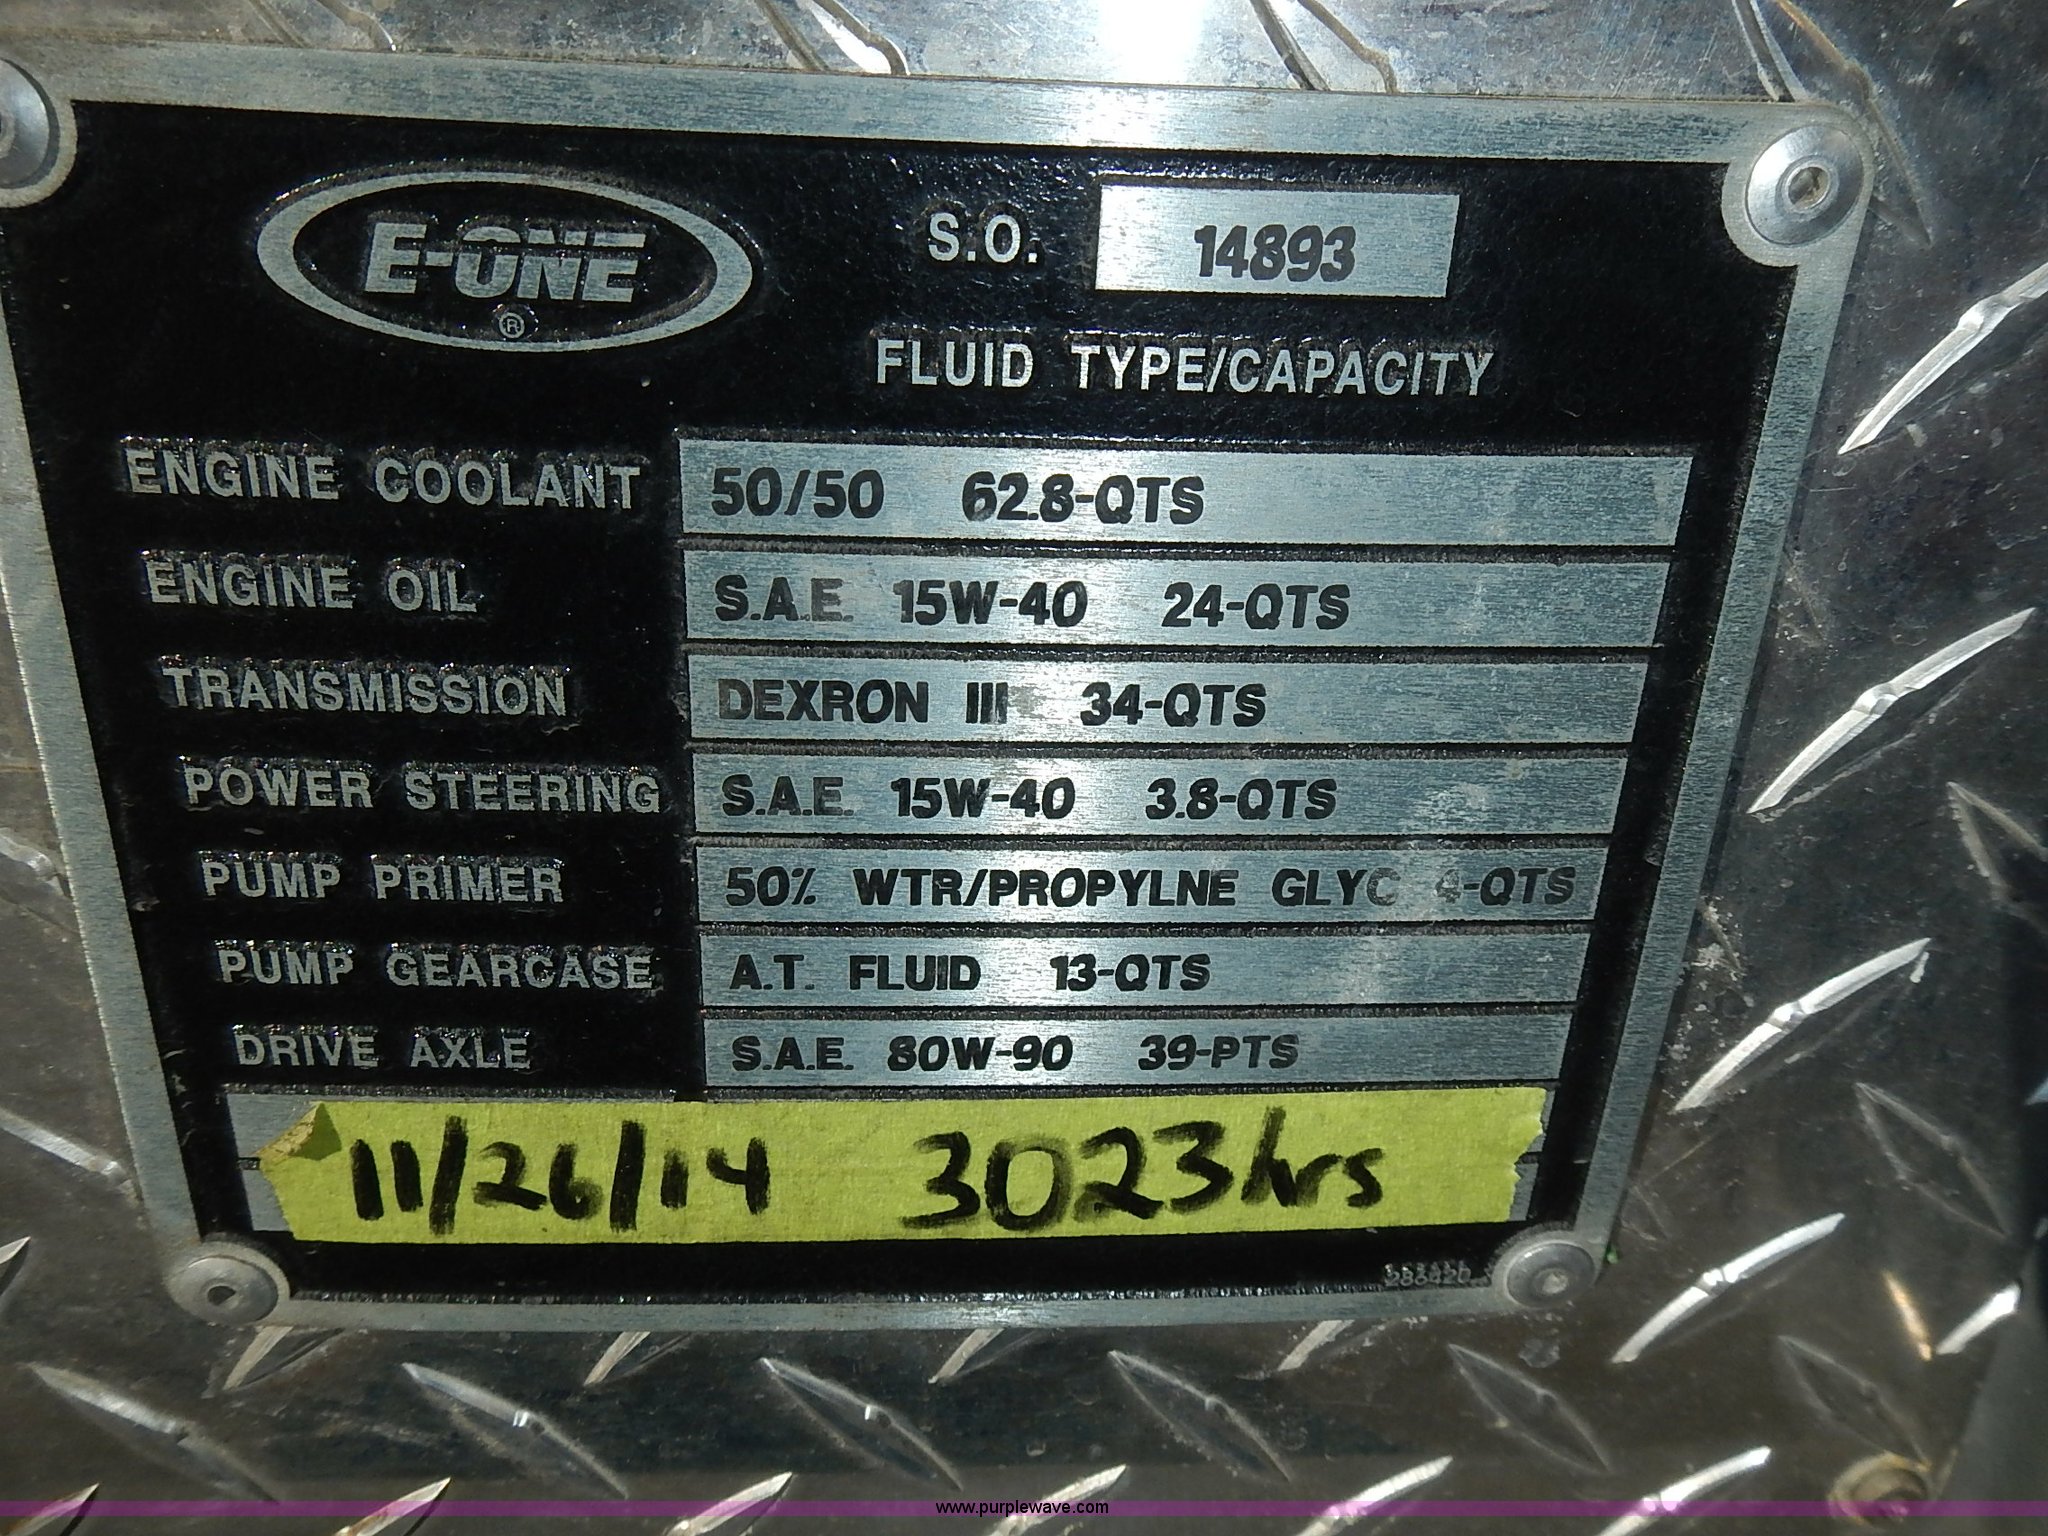 E-ONE
®
S.O. 14893
FLUID TYPE/CAPACITY
ENGINE COOLANT 50/50 62.8-QTS
ENGINE OIL S.A.E. 15W-40 24-QTS
TRANSMISSION DEXRON III 34-QTS
POWER STEERING S.A.E. 15W-40 3.8-QTS
PUMP PRIMER 50% WTR/PROPYLNE GLYC 4-QTS
PUMP GEARCASE A.T. FLUID 13-QTS
DRIVE AXLE S.A.E. 80W-90 39-PTS
11/26/14 3023hrs
www.purplewave.com